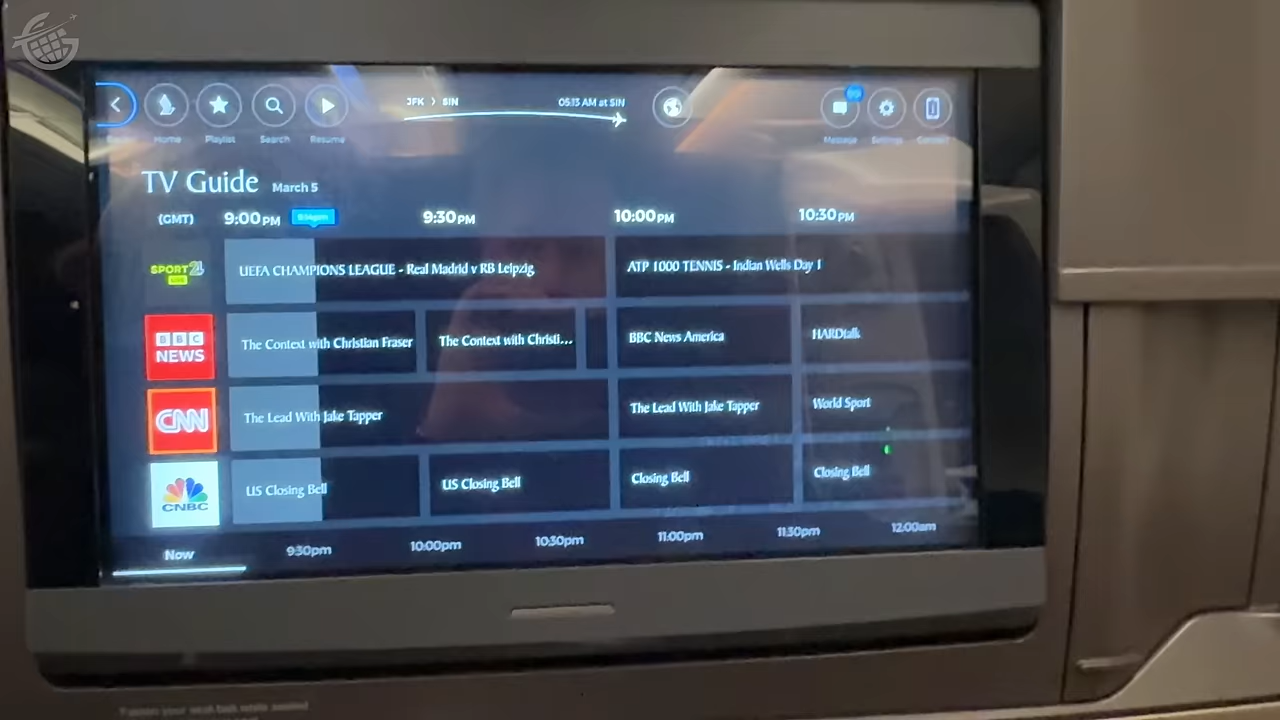 Home Playlist Search Resume
JFK > SIN 05:15 AM at SIN
Message Settings
TV Guide March 5
(GMT) 9:00 PM 9:30 PM 10:00 PM 10:30 PM
SPORT 24 LIVE
UEFA CHAMPIONS LEAGUE - Real Madrid v RB Leipzig
ATP 1000 TENNIS - Indian Wells Day 1
BBC NEWS
The Context with Christian Fraser
The Context with Christi...
BBC News America
HARDtalk
CNN
The Lead With Jake Tapper
The Lead With Jake Tapper
World Sport
CNBC
US Closing Bell
US Closing Bell
Closing Bell
Closing Bell
Now 9:30pm 10:00pm 10:30pm 11:00pm 11:30pm 12:00am